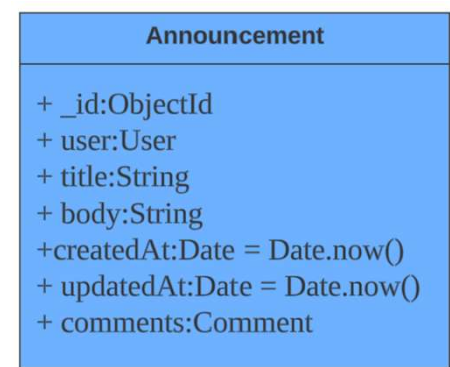 Announcement
+ _id:ObjectId
+ user:User
+ title:String
+ body:String
+createdAt:Date = Date.now()
+ updatedAt:Date = Date.now()
+ comments:Comment